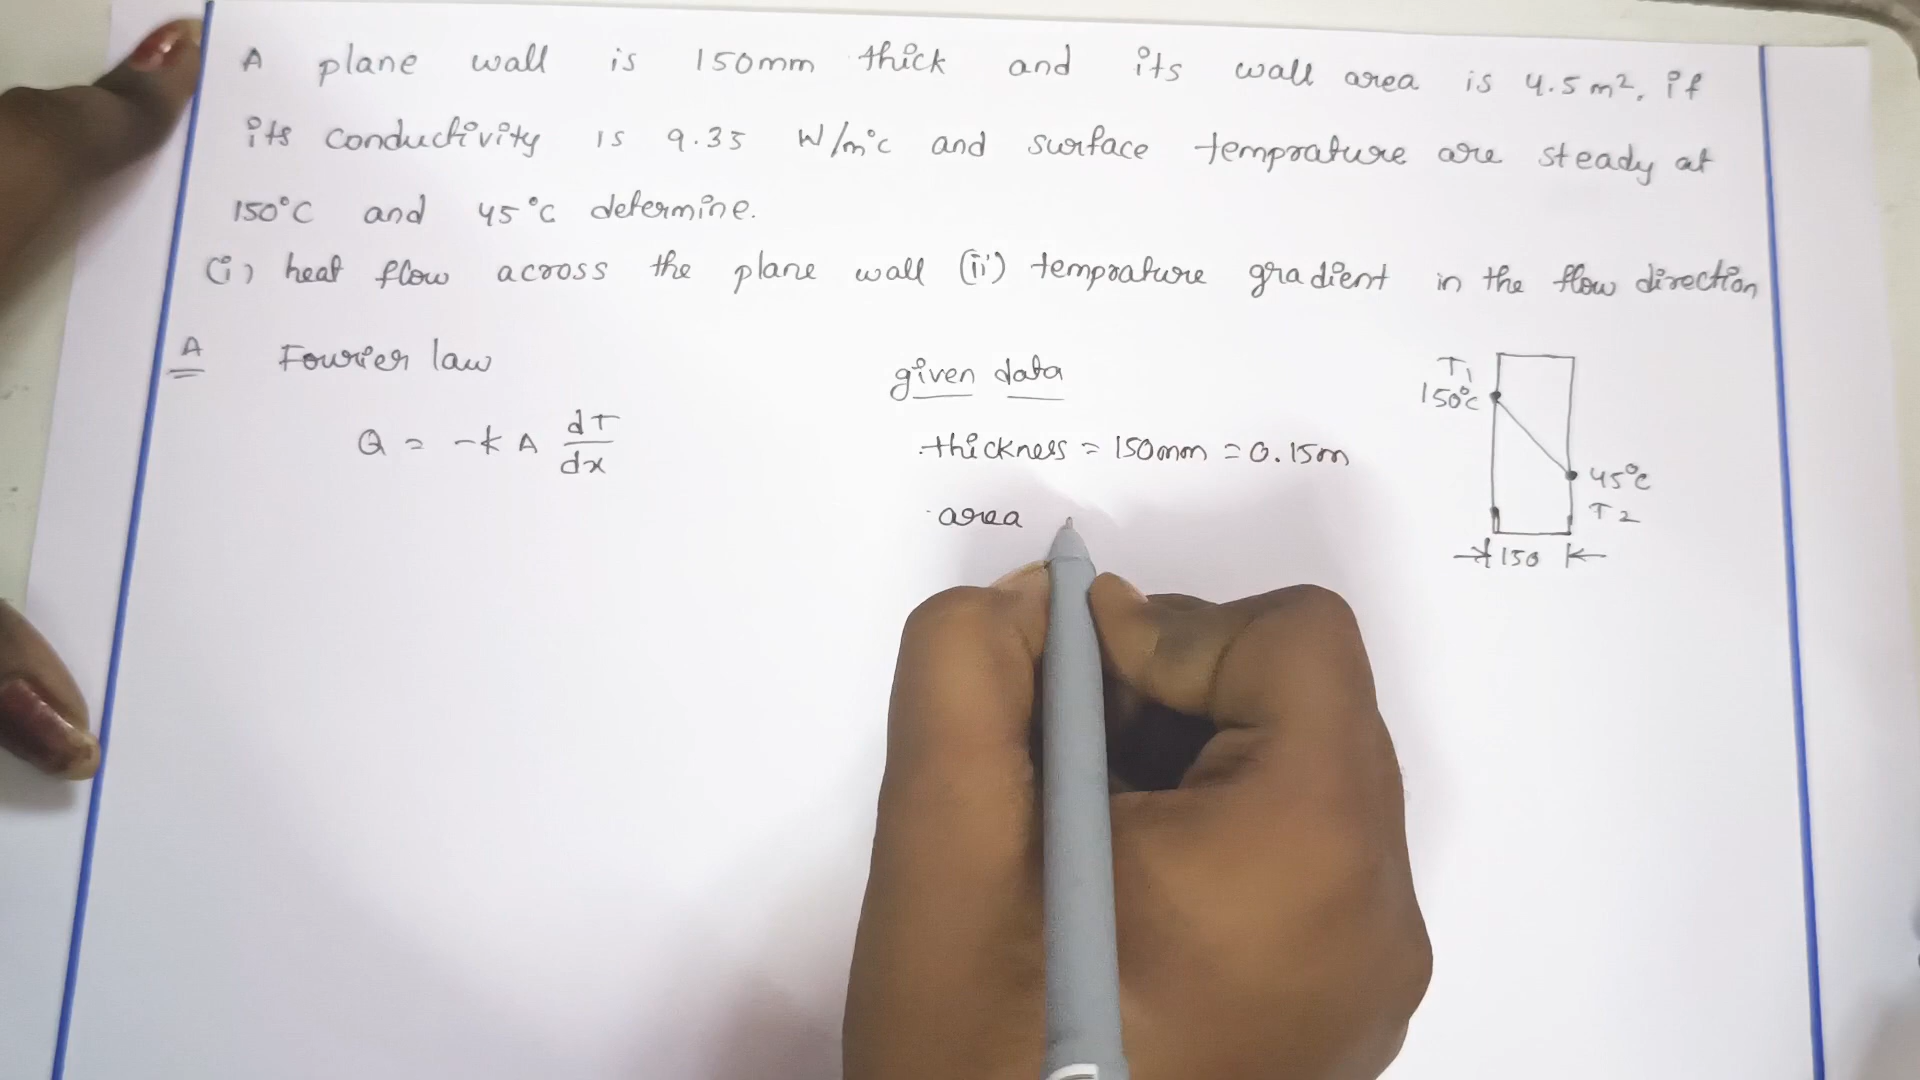 A plane wall is 150mm thick and its wall area is 4.5 m², if
its conductivity is 9.35 W/m°c and surface temprature are steady at
150°C and 45°C determine.
(i) heat flow across the plane wall (ii) temprature gradient in the flow direction
A Fourier law
Q = -k A dT/dx
given data
thickness = 150mm = 0.15m
area
T1
150°c
45°c
T2
150